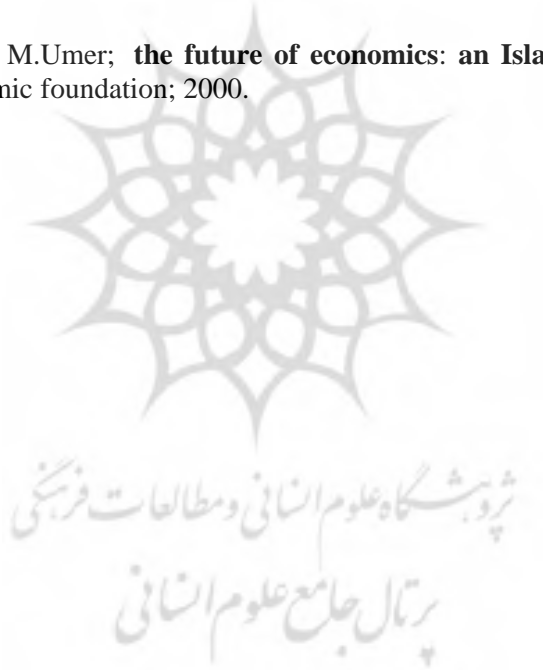 M.Umer; the future of economics: an Isla
mic foundation; 2000.
پژوهشگاه علوم انسانی و مطالعات فرهنگی
پرتال جامع علوم انسانی